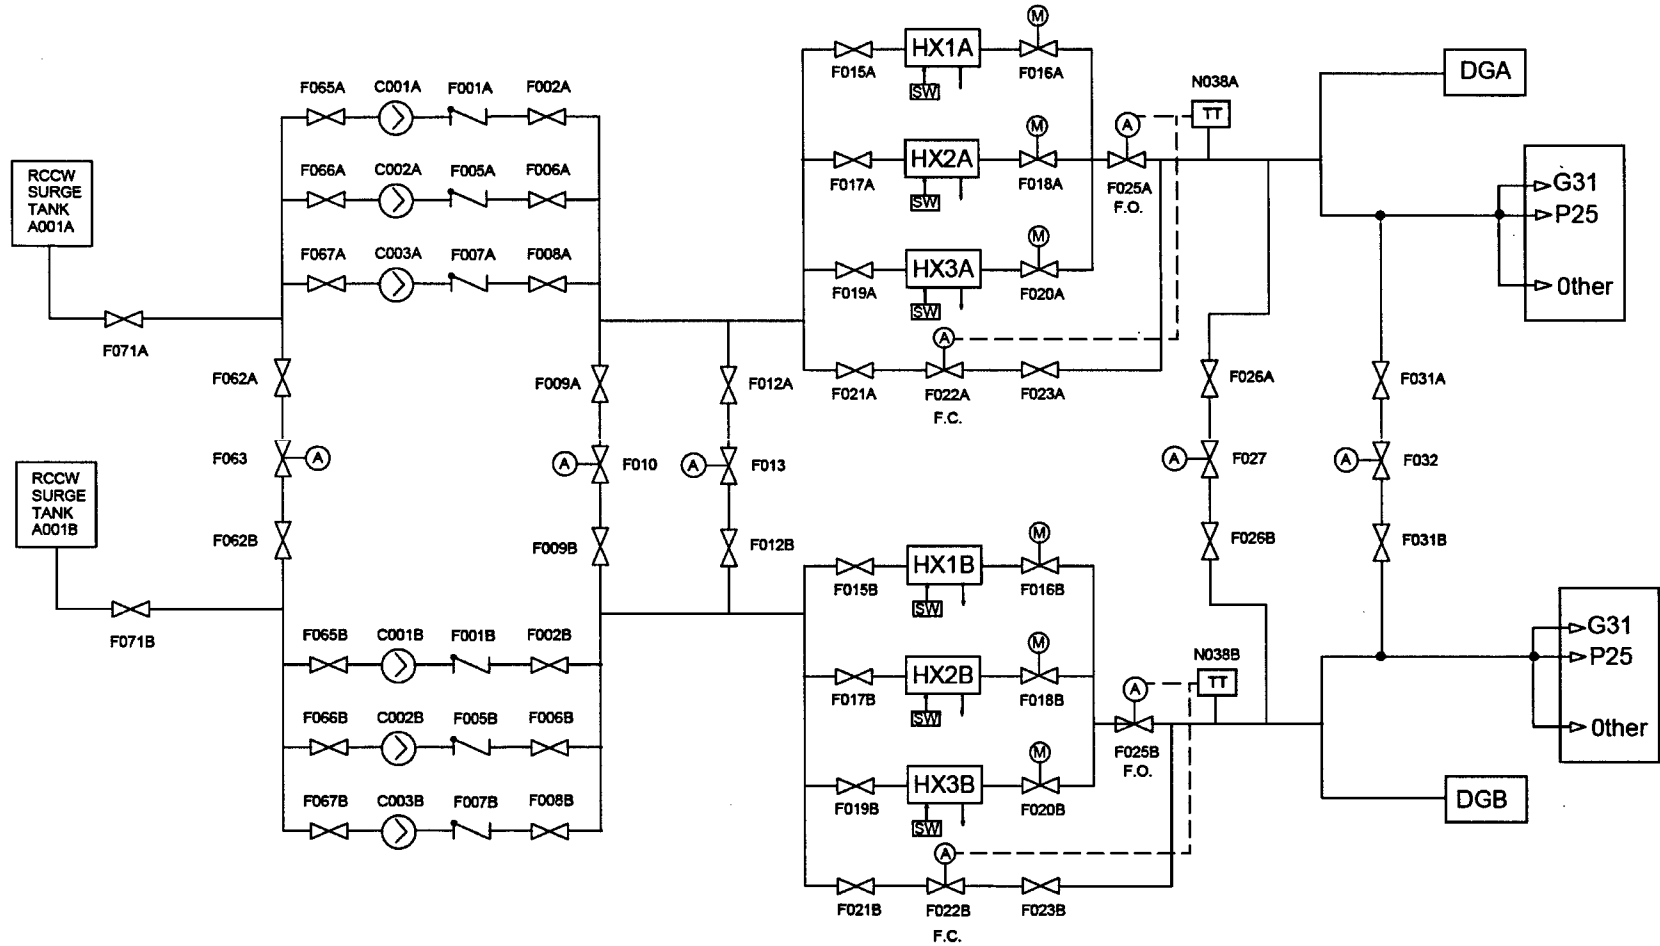 M
HX1A
F015A
F016A
SW
N038A
DGA
F065A
C001A
F001A
F002A
TT
M
A
RCCW
SURGE
TANK
A001A
F066A
C002A
F005A
F006A
HX2A
F017A
F018A
F025A
F.O.
SW
G31
P25
Other
F067A
C003A
F007A
F008A
M
HX3A
F019A
F020A
SW
F071A
A
F021A
F022A
F.C.
F023A
F062A
F009A
F012A
F026A
F031A
F063
A
A
F010
A
F013
A
F027
A
F032
RCCW
SURGE
TANK
A001B
F062B
F009B
F012B
F026B
F031B
M
HX1B
F015B
F016B
SW
F071B
F065B
C001B
F001B
F002B
M
HX2B
F017B
F018B
SW
N038B
TT
A
F025B
F.O.
G31
P25
Other
F066B
C002B
F005B
F006B
M
HX3B
F019B
F020B
SW
F067B
C003B
F007B
F008B
DGB
A
F021B
F022B
F.C.
F023B